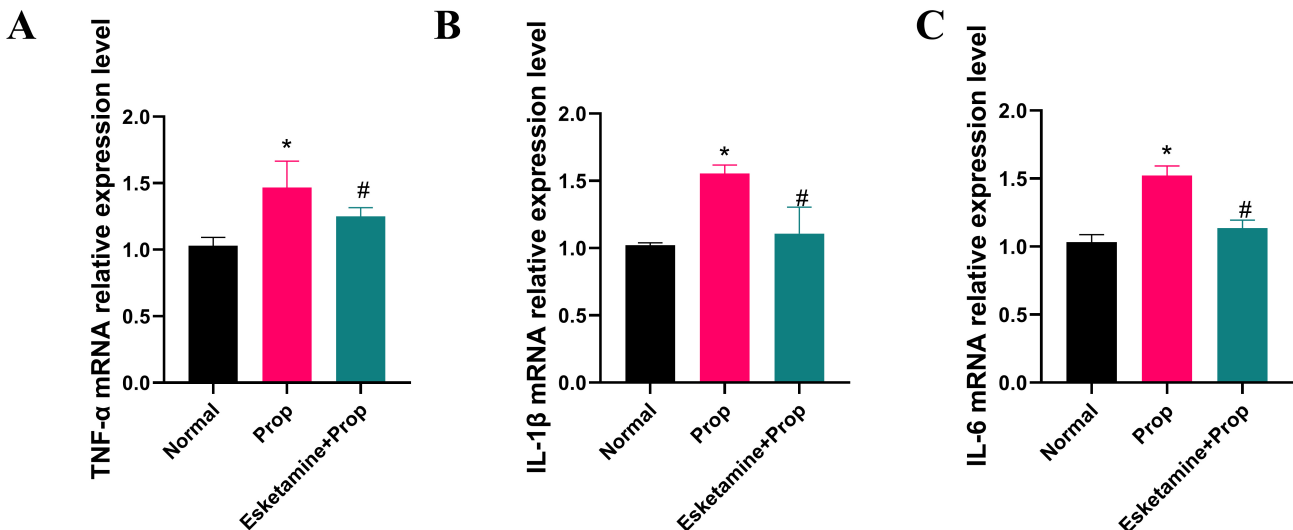 A
TNF-α mRNA relative expression level
2.0
1.5
1.0
0.5
0.0
*
#
Normal
Prop
Esketamine+Prop
B
IL-1β mRNA relative expression level
2.0
1.5
1.0
0.5
0.0
*
#
Normal
Prop
Esketamine+Prop
C
IL-6 mRNA relative expression level
2.0
1.5
1.0
0.5
0.0
*
#
Normal
Prop
Esketamine+Prop